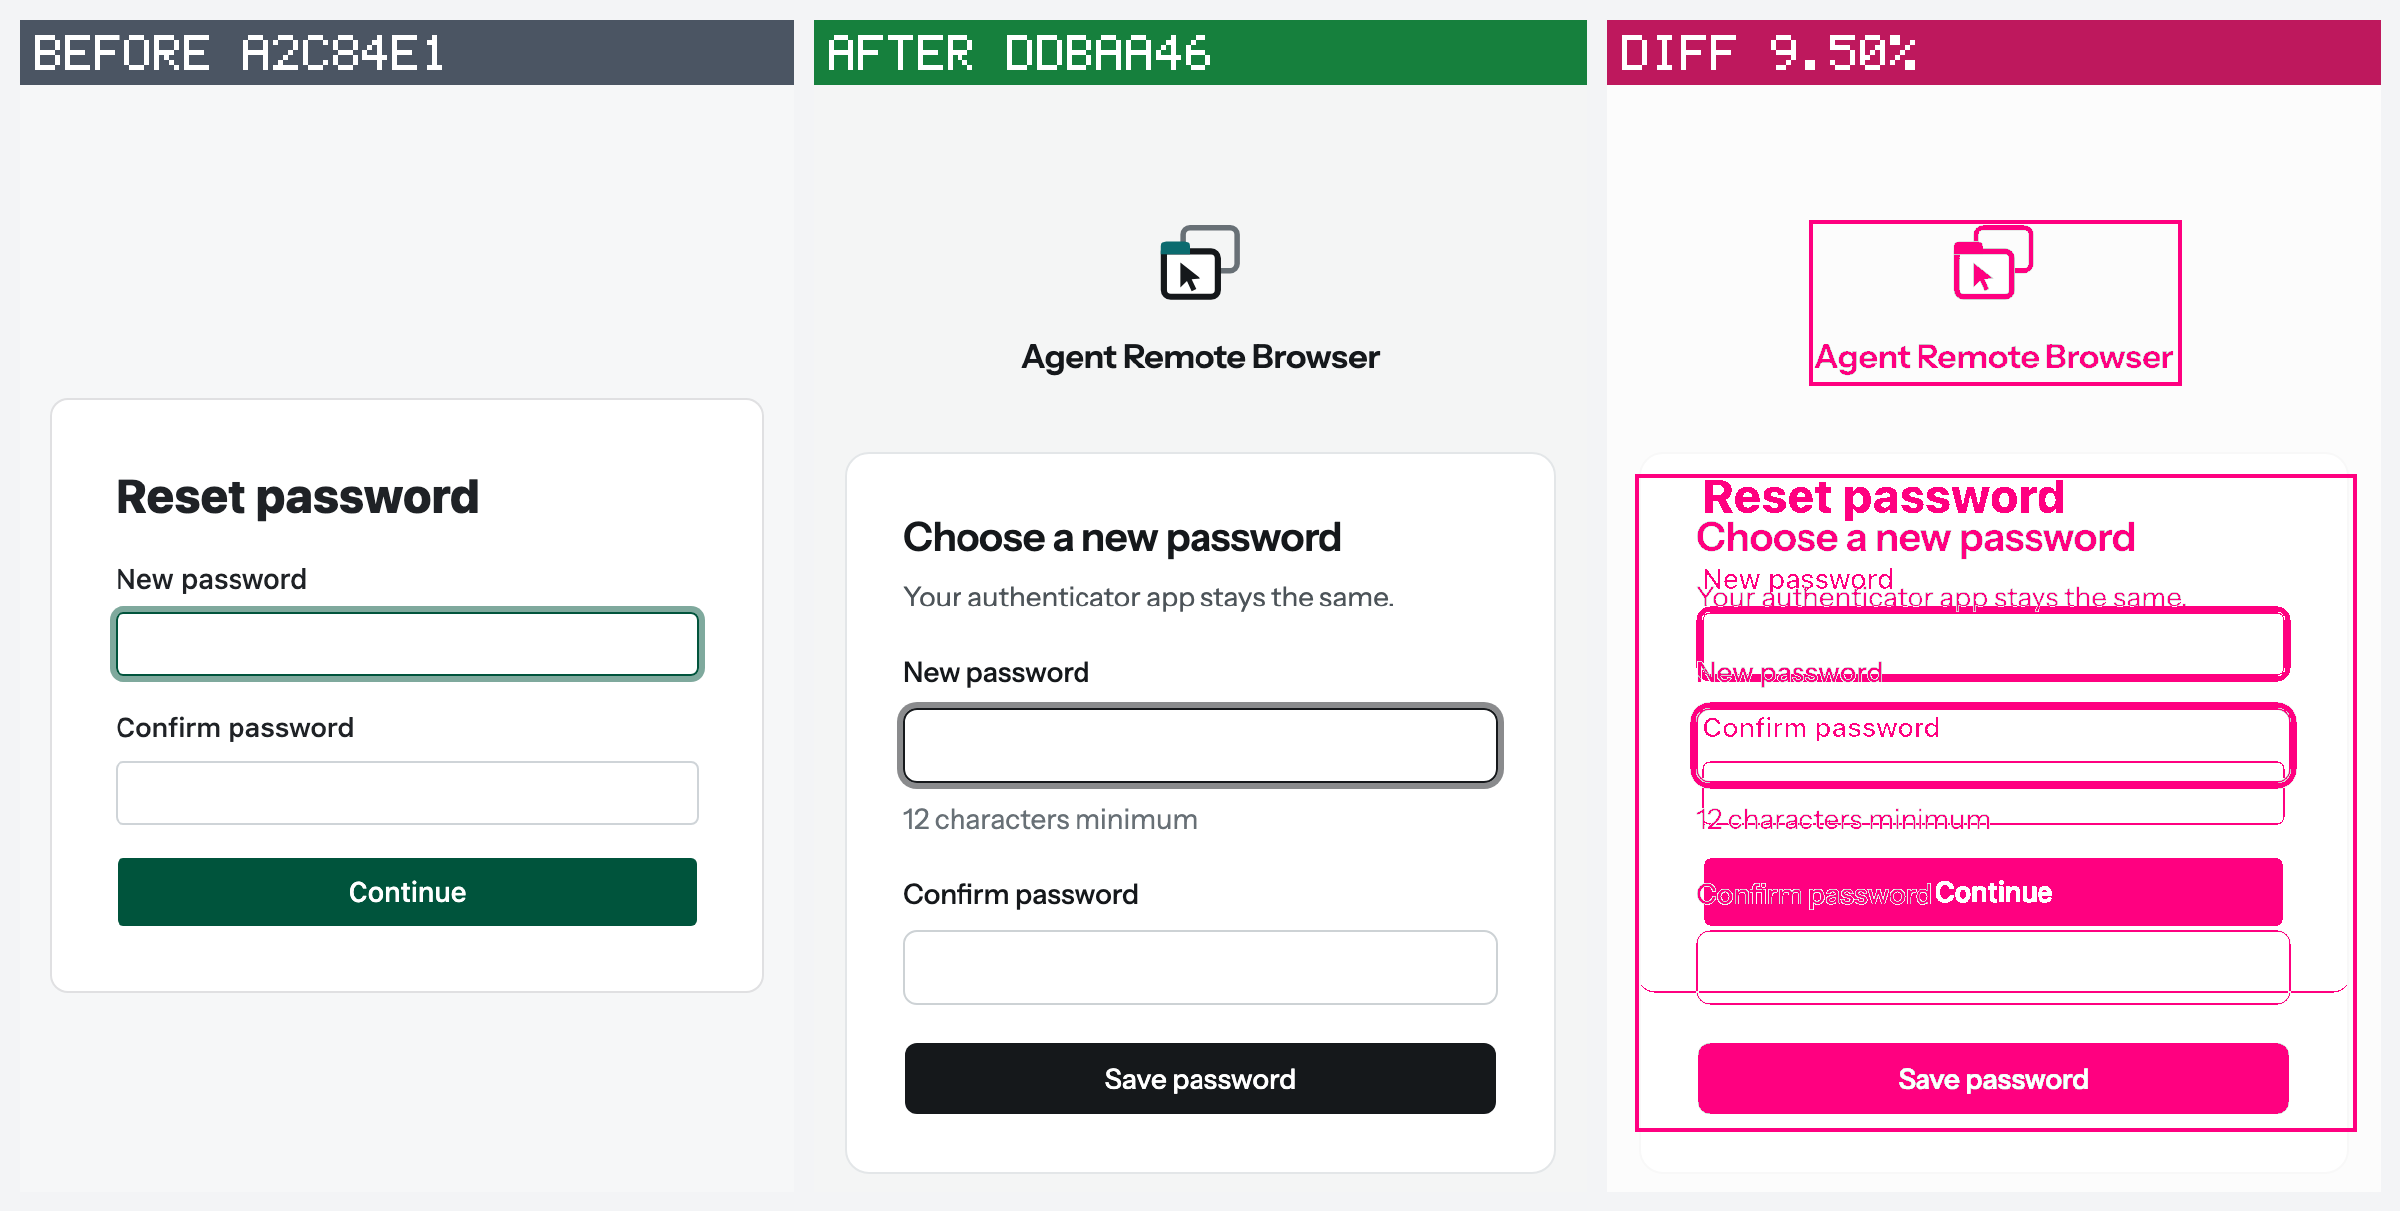 BEFORE A2C84E1
Reset password
New password
Confirm password
Continue
AFTER DDBAA46
Agent Remote Browser
Choose a new password
Your authenticator app stays the same.
New password
12 characters minimum
Confirm password
Save password
DIFF 9.50%
Agent Remote Browser
Reset password
Choose a new password
New password
Your authenticator app stays the same.
New password
Confirm password
12 characters minimum
Confirm password Continue
Save password